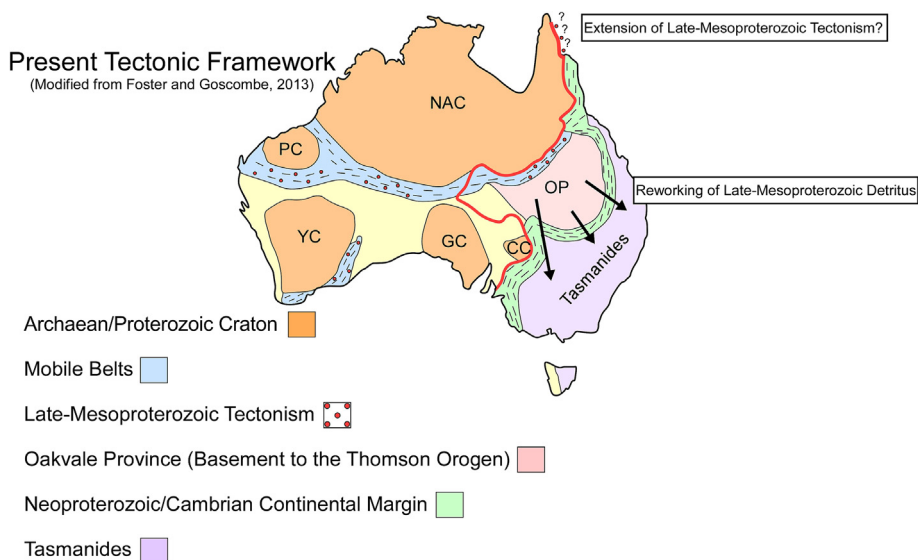 ?
?
?
Extension of Late-Mesoproterozoic Tectonism?
Present Tectonic Framework
(Modified from Foster and Goscombe, 2013)
NAC
PC
OP
Reworking of Late-Mesoproterozoic Detritus
YC
GC
CC
Tasmanides
Archaean/Proterozoic Craton
Mobile Belts
Late-Mesoproterozoic Tectonism
Oakvale Province (Basement to the Thomson Orogen)
Neoproterozoic/Cambrian Continental Margin
Tasmanides